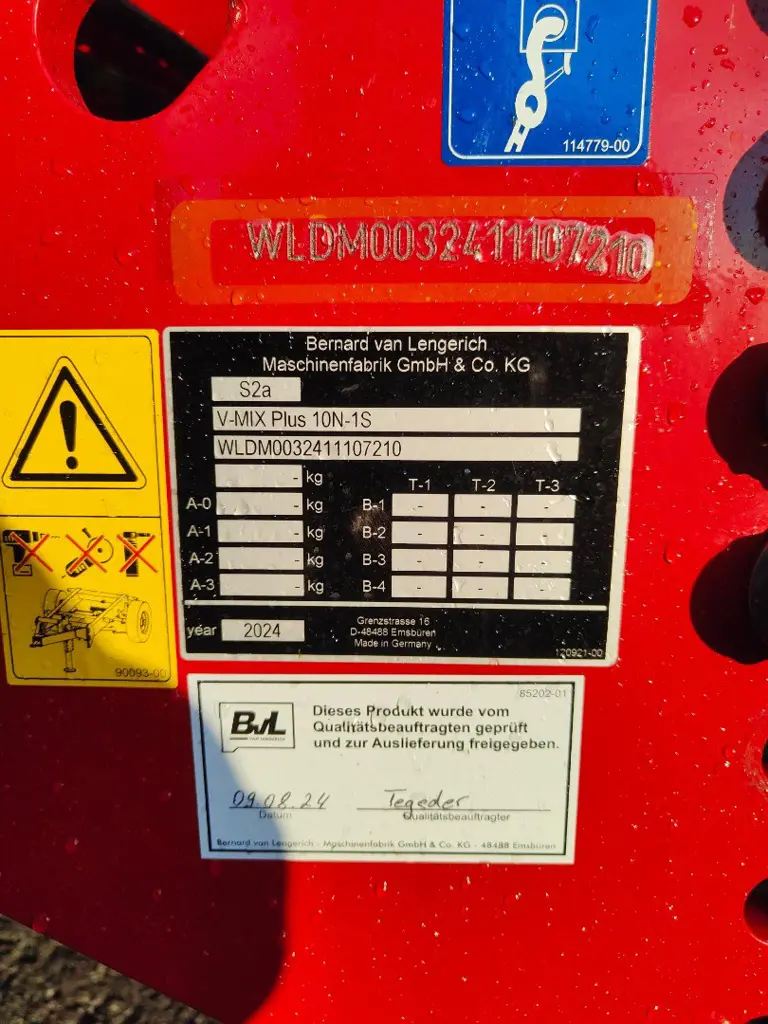 114779-00
WLDM0032411107210
Bernard van Lengerich
Maschinenfabrik GmbH & Co. KG
S2a
V-MIX Plus 10N-1S
WLDM0032411107210
- kg
T-1 T-2 T-3
A-0 - kg B-1 - - -
A-1 - kg B-2 - - -
A-2 - kg B-3 - - -
A-3 - kg B-4 - - -
year 2024
Grenzstrasse 16
D-48488 Emsbüren
Made in Germany
120921-00
90093-00
85202-01
BvL
Dieses Produkt wurde vom
Qualitätsbeauftragten geprüft
und zur Auslieferung freigegeben.
09.08.24 Tegeder
Datum Qualitätsbeauftragter
Bernard van Lengerich - Maschinenfabrik GmbH & Co. KG - 48488 Emsbüren